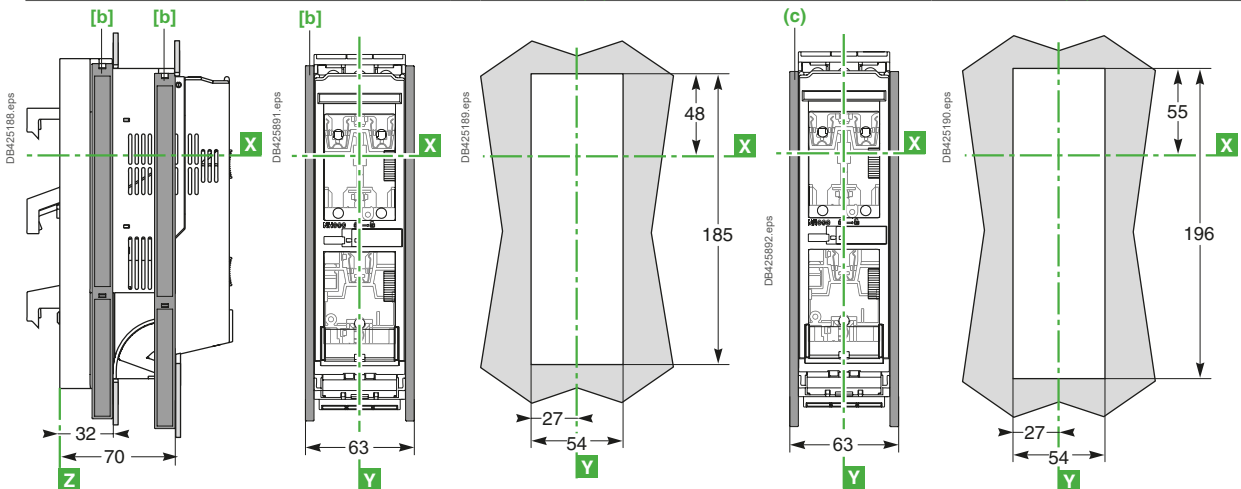 [b]
[b]
DB425188.eps
X
32
70
Z
[b]
DB425891.eps
X
63
Y
DB425189.eps
48
X
185
27
54
Y
(c)
DB425892.eps
X
63
Y
DB425190.eps
55
X
196
27
54
Y